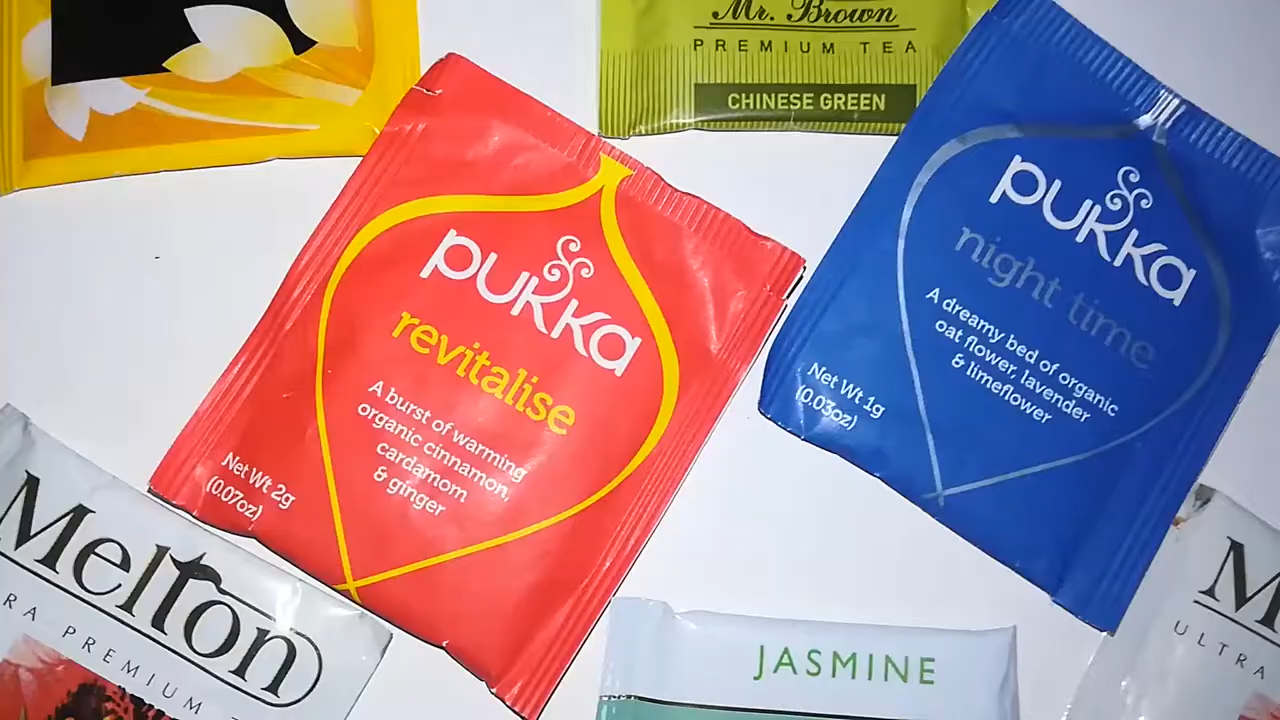 Mr. Brown
PREMIUM TEA
CHINESE GREEN
pukka
revitalise
A burst of warming
organic cinnamon,
cardamom
& ginger
Net Wt 2g
(0.07oz)
pukka
night time
A dreamy bed of organic
oat flower, lavender
& limeflower
Net Wt 1g
(0.03oz)
Melton
RA PREMIUM T
JASMINE
M
ULTRA